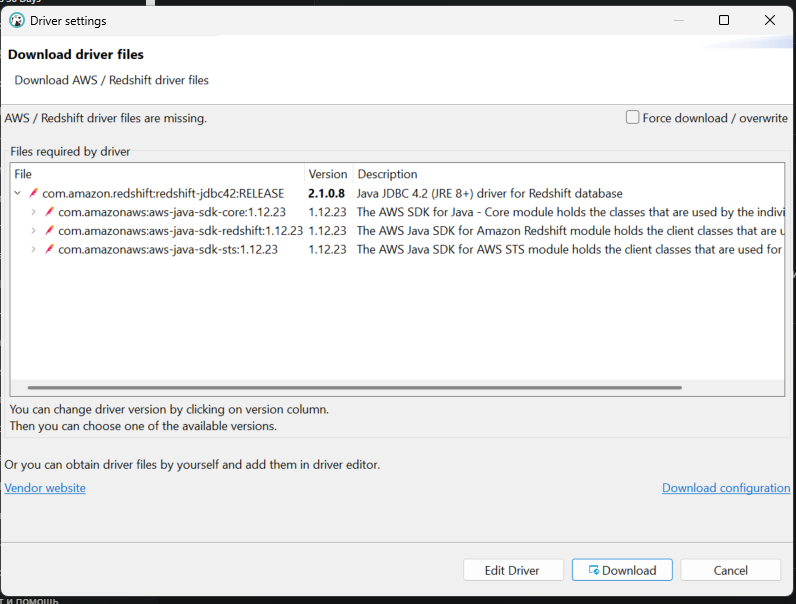 Driver settings
Download driver files
Download AWS / Redshift driver files
AWS / Redshift driver files are missing.
Force download / overwrite
Files required by driver
File Version Description
com.amazon.redshift:redshift-jdbc42:RELEASE 2.1.0.8 Java JDBC 4.2 (JRE 8+) driver for Redshift database
com.amazonaws:aws-java-sdk-core:1.12.23 1.12.23 The AWS SDK for Java - Core module holds the classes that are used by the indivi
com.amazonaws:aws-java-sdk-redshift:1.12.23 1.12.23 The AWS Java SDK for Amazon Redshift module holds the client classes that are u
com.amazonaws:aws-java-sdk-sts:1.12.23 1.12.23 The AWS Java SDK for AWS STS module holds the client classes that are used for
You can change driver version by clicking on version column.
Then you can choose one of the available versions.
Or you can obtain driver files by yourself and add them in driver editor.
Vendor website
Download configuration
Edit Driver
Download
Cancel
и помощь